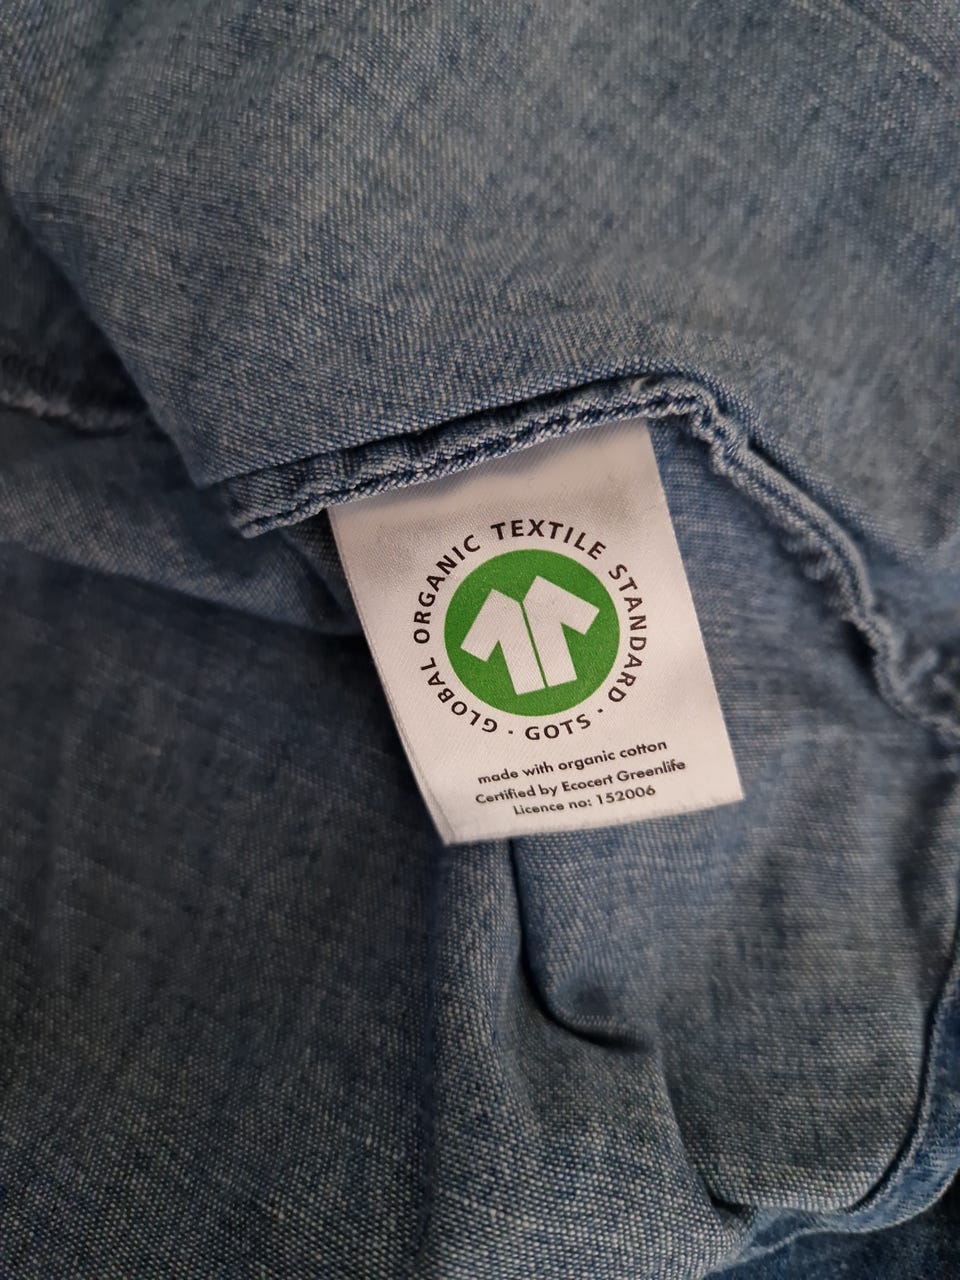 GLOBAL ORGANIC TEXTILE STANDARD · GOTS ·
made with organic cotton
Certified by Ecocert Greenlife
Licence no: 152006